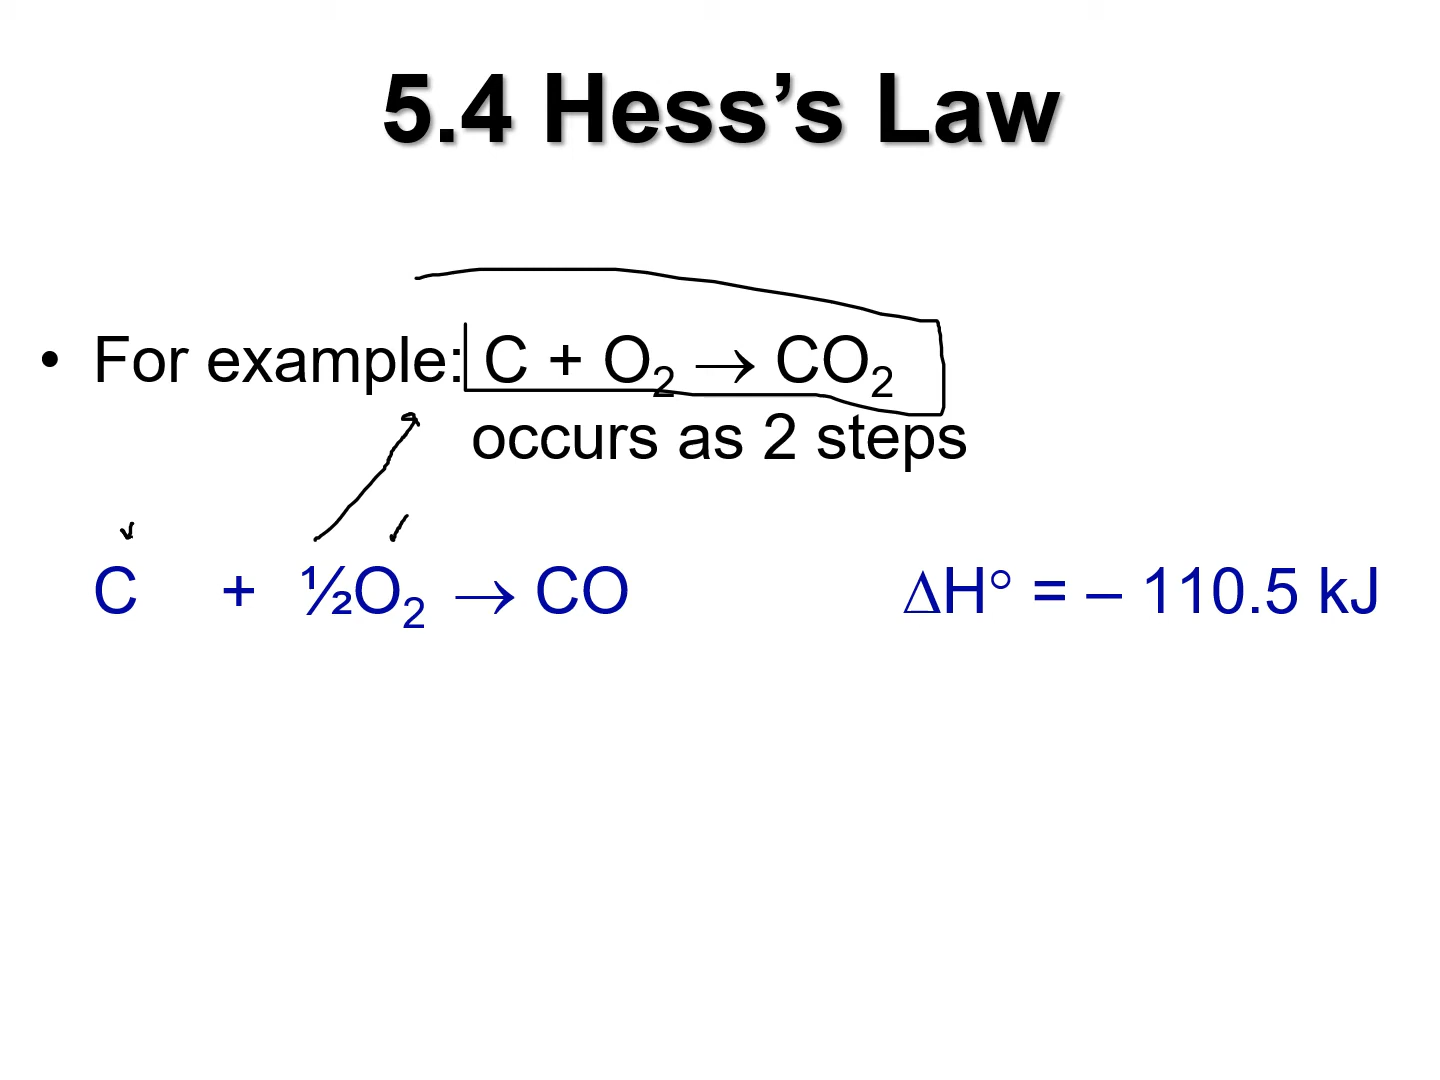 5.4 Hess’s Law
• For example: C + O₂ → CO₂
occurs as 2 steps
C + ½O₂ → CO ΔH° = – 110.5 kJ